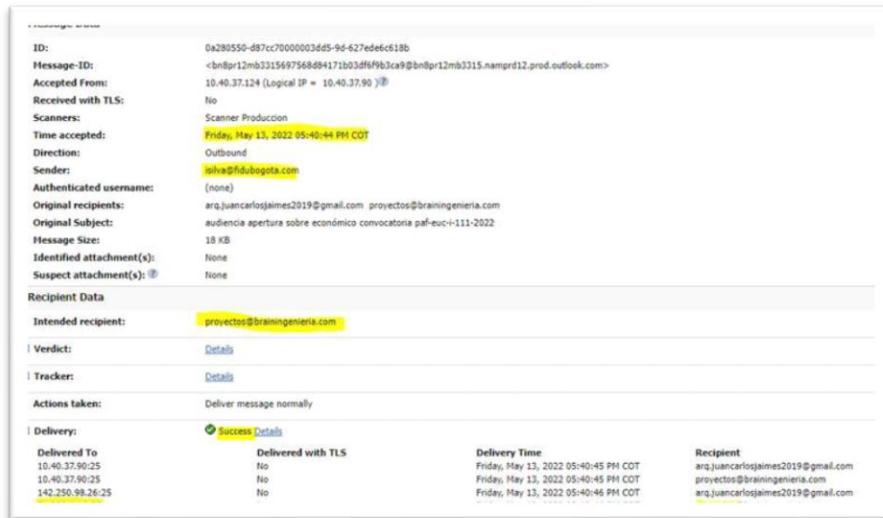 Message Data
ID: 0a280550-d87cc70000003dd5-9d-627ede6c618b
Message-ID: <bn8pr12mb3315697568d84171b03df6f9b3ca9@bn8pr12mb3315.namprd12.prod.outlook.com>
Accepted From: 10.40.37.124 (Logical IP = 10.40.37.90 )
Received with TLS: No
Scanners: Scanner Produccion
Time accepted: Friday, May 13, 2022 05:40:44 PM COT
Direction: Outbound
Sender: isilva@fidubogota.com
Authenticated username: (none)
Original recipients: arq.juancarlosjaimes2019@gmail.com proyectos@brainingenieria.com
Original Subject: audiencia apertura sobre económico convocatoria paf-euc-i-111-2022
Message Size: 18 KB
Identified attachment(s): None
Suspect attachment(s): None
Recipient Data
Intended recipient: proyectos@brainingenieria.com
Verdict: Details
Tracker: Details
Actions taken: Deliver message normally
Delivery: Success Details
Delivered To Delivered with TLS Delivery Time Recipient
10.40.37.90:25 No Friday, May 13, 2022 05:40:45 PM COT arq.juancarlosjaimes2019@gmail.com
10.40.37.90:25 No Friday, May 13, 2022 05:40:45 PM COT proyectos@brainingenieria.com
142.250.98.26:25 No Friday, May 13, 2022 05:40:46 PM COT arq.juancarlosjaimes2019@gmail.com